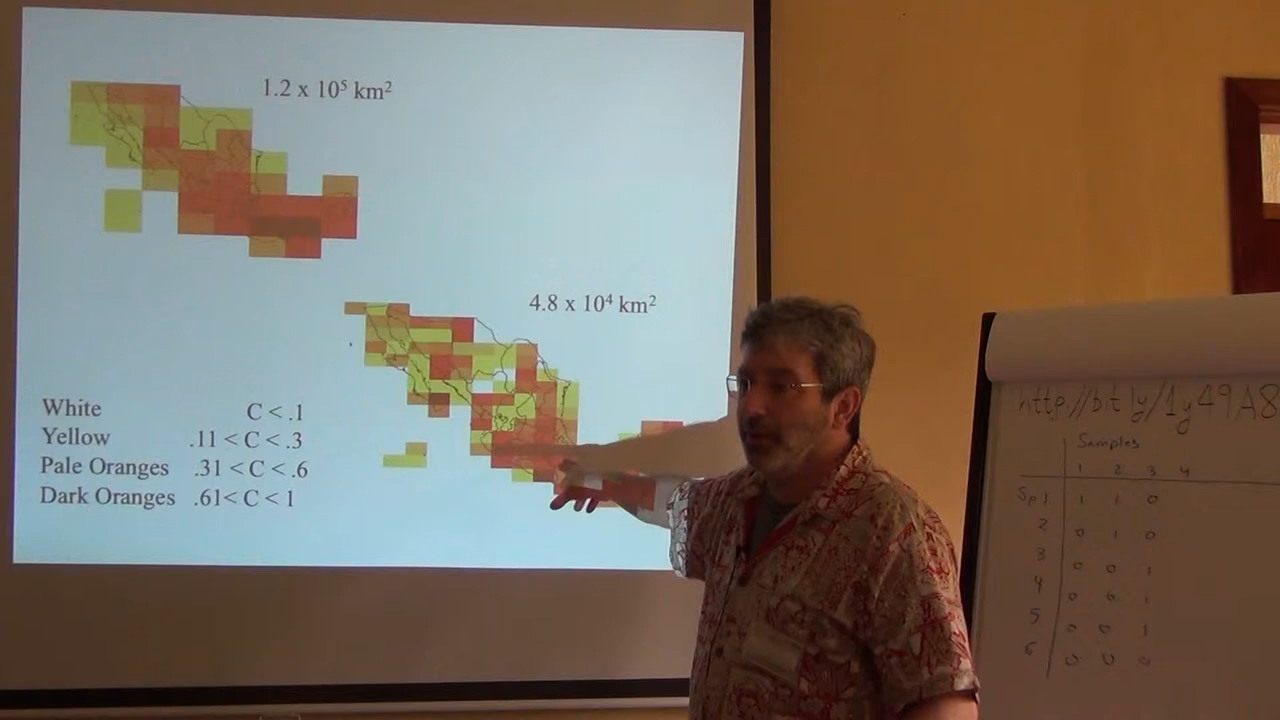 1.2 x 10⁵ km²
4.8 x 10⁴ km²
White C < .1
Yellow .11 < C < .3
Pale Oranges .31 < C < .6
Dark Oranges .61< C < 1
http://bit.ly/1y49A8
Samples
1 2 3 4
Sp 1 1 1 0
2 0 1 0
3 0 0 1
4 0 0 1
5 0 0 1
6 0 0 0